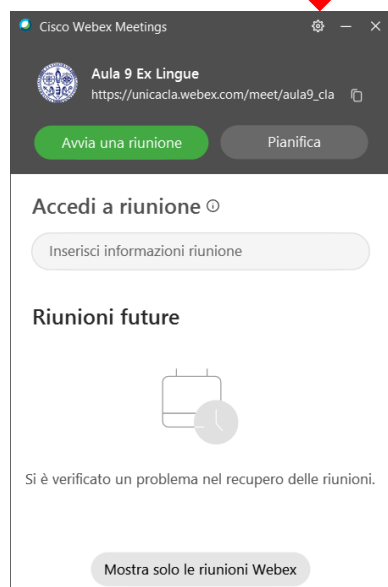 Cisco Webex Meetings
Aula 9 Ex Lingue
https://unicacla.webex.com/meet/aula9_cla
Avvia una riunione
Pianifica
Accedi a riunione
Inserisci informazioni riunione
Riunioni future
Si è verificato un problema nel recupero delle riunioni.
Mostra solo le riunioni Webex